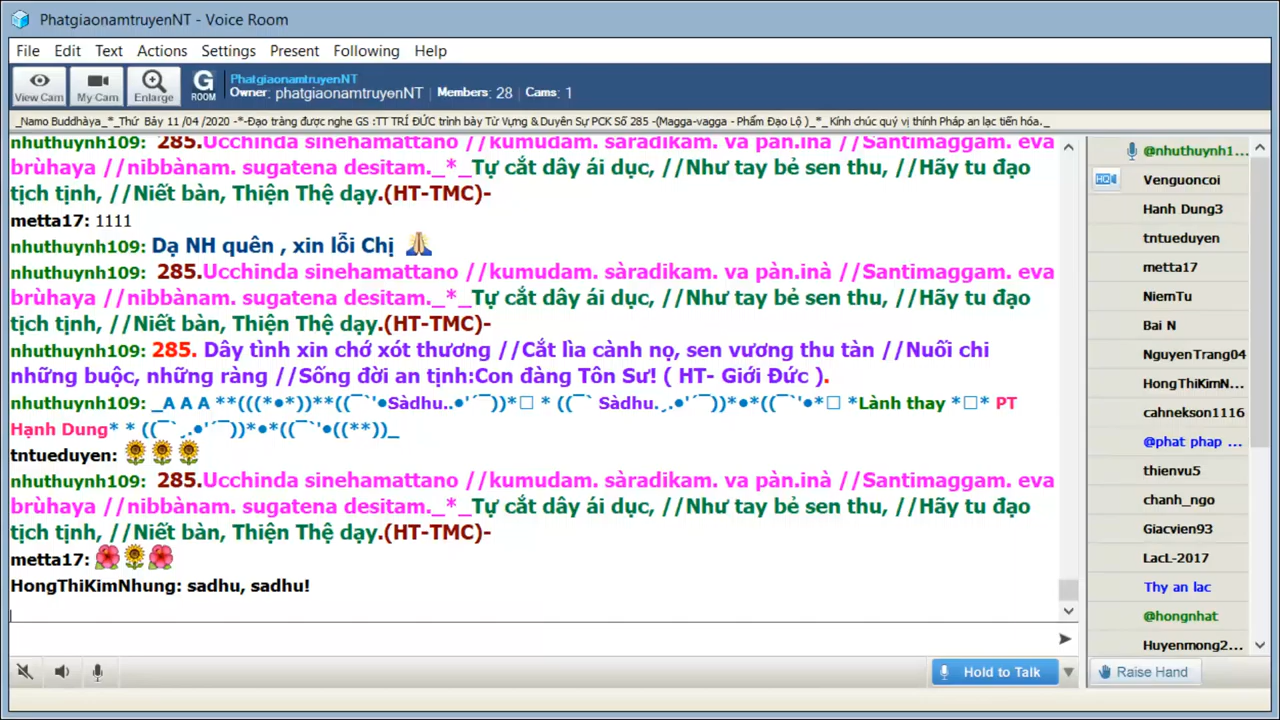 PhatgiaonamtruyenNT - Voice Room
File Edit Text Actions Settings Present Following Help
View Cam My Cam Enlarge G ROOM
PhatgiaonamtruyenNT
Owner: phatgiaonamtruyenNT | Members: 28 | Cams: 1
_Namo Buddhàya_*_Thứ Bảy 11 /04 /2020 -*-Đạo tràng được nghe GS :TT TRÍ ĐỨC trình bày Từ Vựng & Duyên Sự PCK Số 285 -(Magga-vagga - Phẩm Đạo Lộ )_*_ Kính chúc quý vị thính Pháp an lạc tiến hóa._
nhuthuynh109: 285.Ucchinda sinehamattano //kumudam. sàradikam. va pàn.inà //Santimaggam. eva
brùhaya //nibbànam. sugatena desitam._*_Tự cắt dây ái dục, //Như tay bẻ sen thu, //Hãy tu đạo
tịch tịnh, //Niết bàn, Thiện Thệ dạy.(HT-TMC)-
metta17: 1111
nhuthuynh109: Dạ NH quên , xin lỗi Chị
nhuthuynh109: 285.Ucchinda sinehamattano //kumudam. sàradikam. va pàn.inà //Santimaggam. eva
brùhaya //nibbànam. sugatena desitam._*_Tự cắt dây ái dục, //Như tay bẻ sen thu, //Hãy tu đạo
tịch tịnh, //Niết bàn, Thiện Thệ dạy.(HT-TMC)-
nhuthuynh109: 285. Dây tình xin chớ xót thương //Cắt lìa cành nọ, sen vương thu tàn //Nuối chi
những buộc, những ràng //Sống đời an tịnh:Con đàng Tôn Sư! ( HT- Giới Đức ).
nhuthuynh109: _A A A **(((*•*))**((¯`'•Sàdhu..•'´¯))*□ * ((¯` Sàdhu.¸.•'´¯))*•*((¯`'•*□ *Lành thay *□* PT
Hạnh Dung* * ((¯`¸.•'´¯))*•*((¯`'•((**))_
tntueduyen: 🌻🌻🌻
nhuthuynh109: 285.Ucchinda sinehamattano //kumudam. sàradikam. va pàn.inà //Santimaggam. eva
brùhaya //nibbànam. sugatena desitam._*_Tự cắt dây ái dục, //Như tay bẻ sen thu, //Hãy tu đạo
tịch tịnh, //Niết bàn, Thiện Thệ dạy.(HT-TMC)-
metta17: 🌺🌻🌺
HongThiKimNhung: sadhu, sadhu!
@nhuthuynh1...
Venguoncoi
Hanh Dung3
tntueduyen
metta17
NiemTu
Bai N
NguyenTrang04
HongThiKimN...
cahnekson1116
@phat phap ...
thienvu5
chanh_ngo
Giacvien93
LacL-2017
Thy an lac
@hongnhat
Huyenmong2...
Hold to Talk
Raise Hand